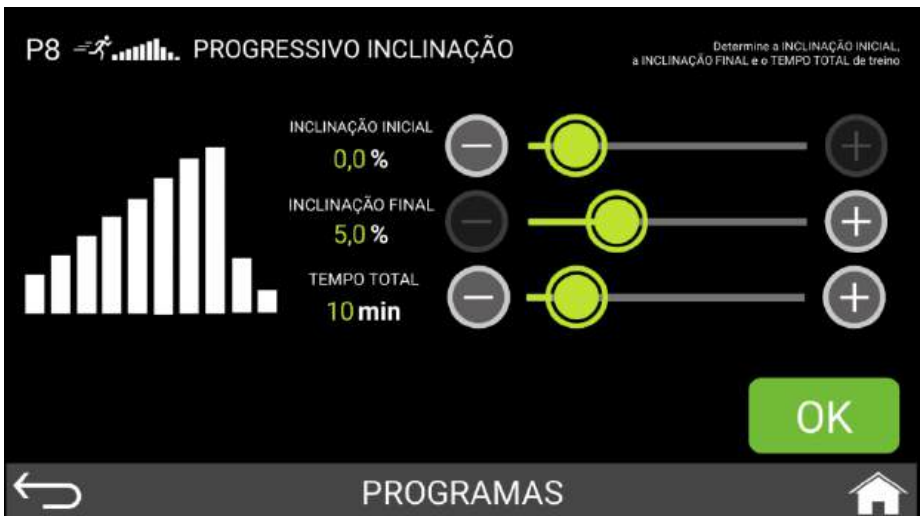 P8 PROGRESSIVO INCLINAÇÃO
Determine a INCLINAÇÃO INICIAL,
a INCLINAÇÃO FINAL e o TEMPO TOTAL de treino
INCLINAÇÃO INICIAL
0,0 %
INCLINAÇÃO FINAL
5,0 %
TEMPO TOTAL
10 min
OK
PROGRAMAS